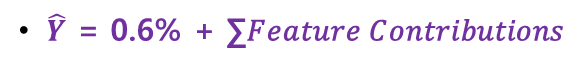 • Ŷ = 0.6% + ∑Feature Contributions